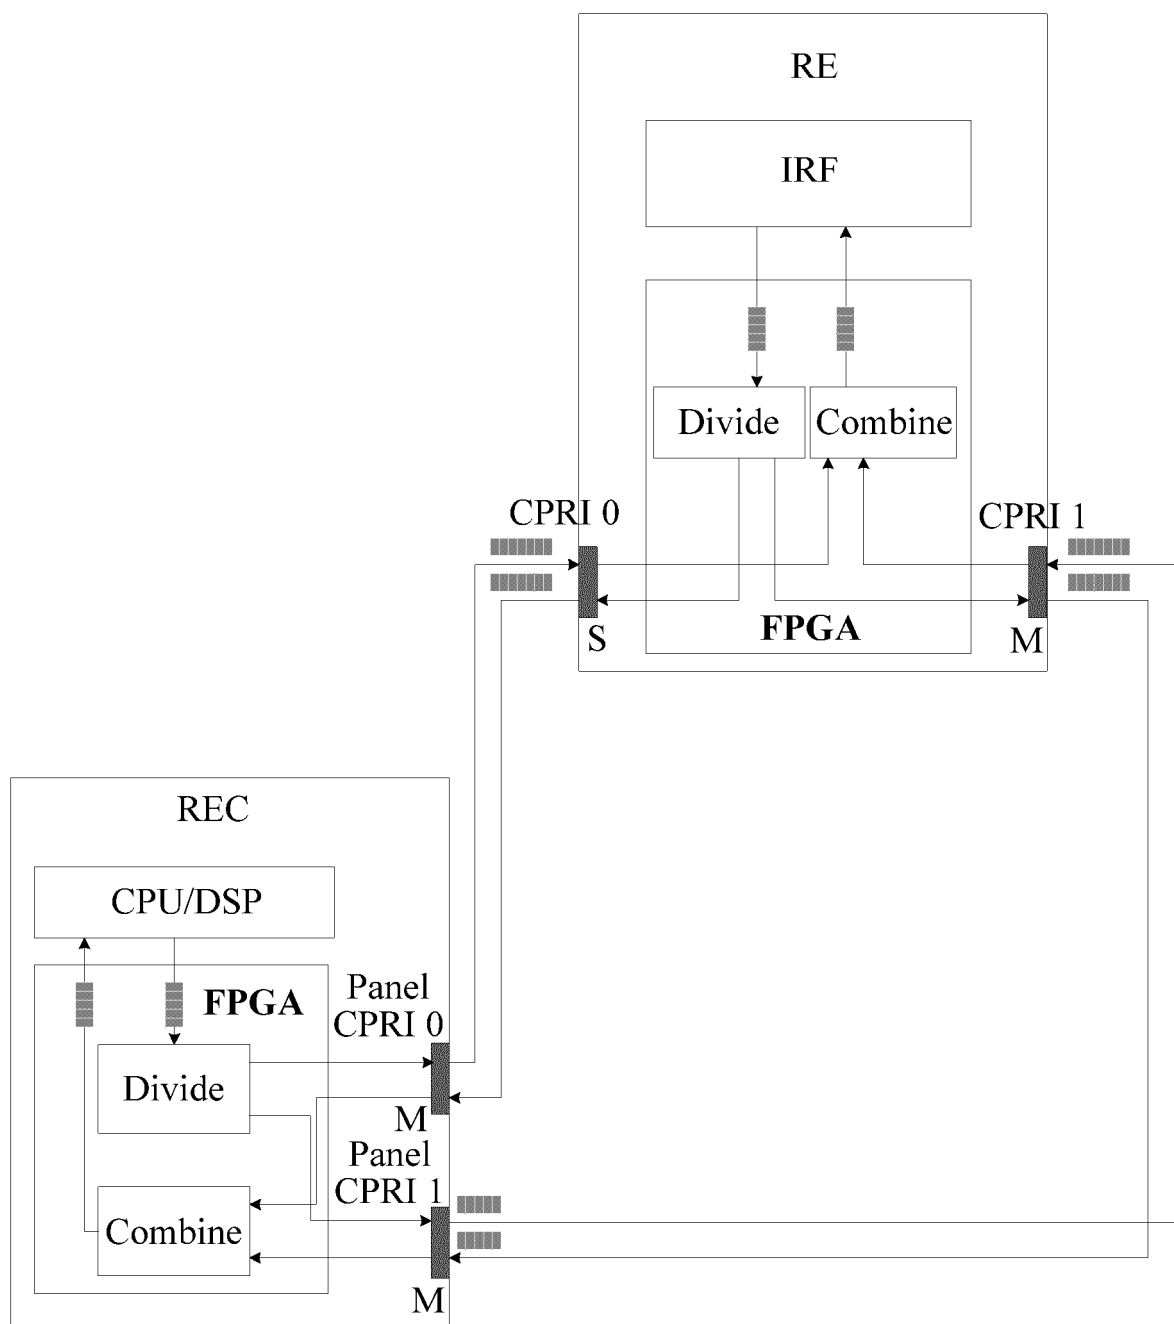 RE
IRF
Divide
Combine
CPRI 0
CPRI 1
S
FPGA
M
REC
CPU/DSP
FPGA
Panel
CPRI 0
Divide
M
Panel
CPRI 1
Combine
M